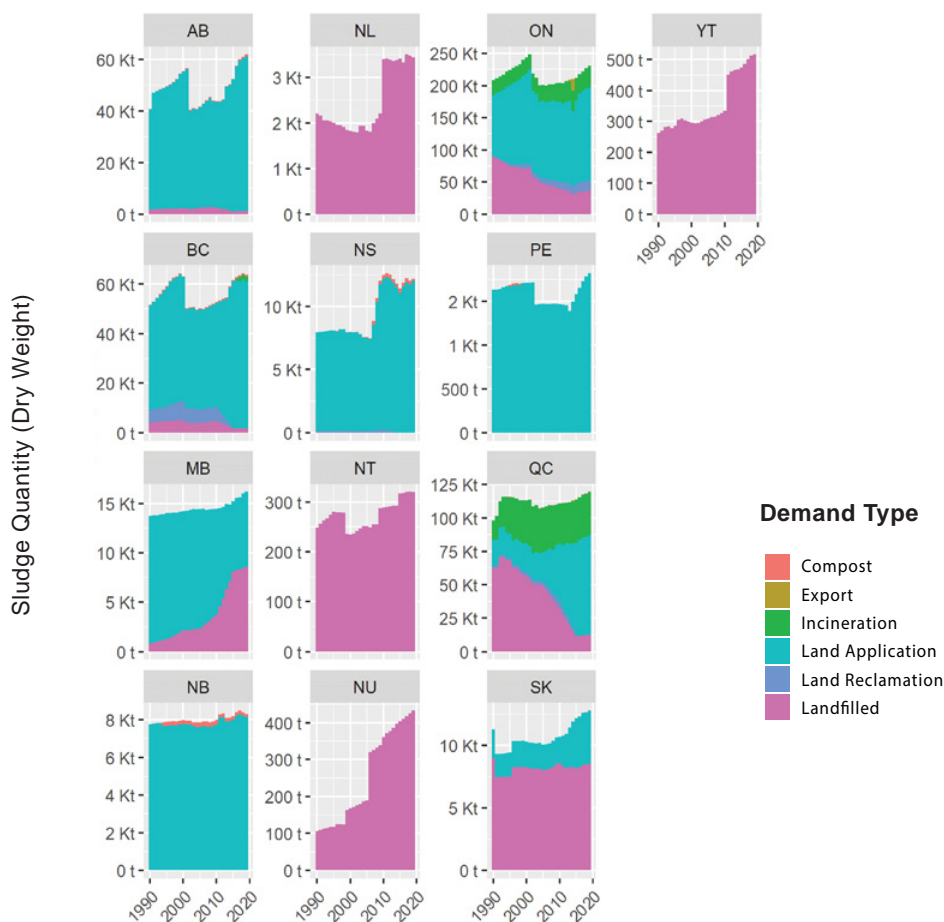 AB
NL
ON
YT
60 Kt
40 Kt
20 Kt
0 t
3 Kt
2 Kt
1 Kt
0 t
250 Kt
200 Kt
150 Kt
100 Kt
50 Kt
0 t
500 t
400 t
300 t
200 t
100 t
0 t
1990
2000
2010
2020
BC
NS
PE
60 Kt
40 Kt
20 Kt
0 t
10 Kt
5 Kt
0 t
2 Kt
1 Kt
500 t
0 t
Sludge Quantity (Dry Weight)
MB
NT
QC
15 Kt
10 Kt
5 Kt
0 t
300 t
200 t
100 t
0 t
125 Kt
100 Kt
75 Kt
50 Kt
25 Kt
0 t
NB
NU
SK
8 Kt
6 Kt
4 Kt
2 Kt
0 t
400 t
300 t
200 t
100 t
0 t
10 Kt
5 Kt
0 t
1990
2000
2010
2020
1990
2000
2010
2020
1990
2000
2010
2020
Demand Type
Compost
Export
Incineration
Land Application
Land Reclamation
Landfilled